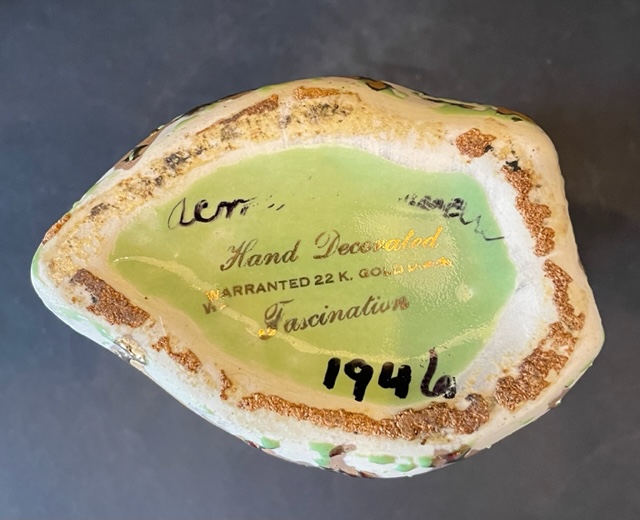 Hand Decorated
WARRANTED 22 K. GOLD
Fascination
1946